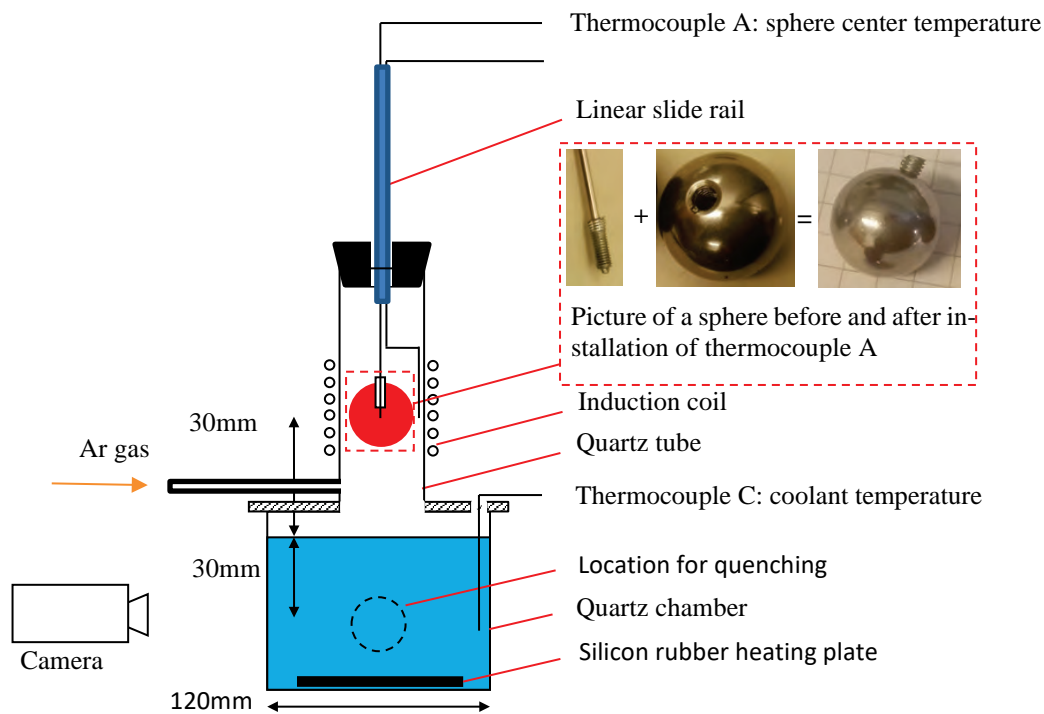 Thermocouple A: sphere center temperature
Linear slide rail
+
=
Picture of a sphere before and after in-
stallation of thermocouple A
Induction coil
30mm
Quartz tube
Ar gas
Thermocouple C: coolant temperature
30mm
Location for quenching
Quartz chamber
Silicon rubber heating plate
Camera
120mm